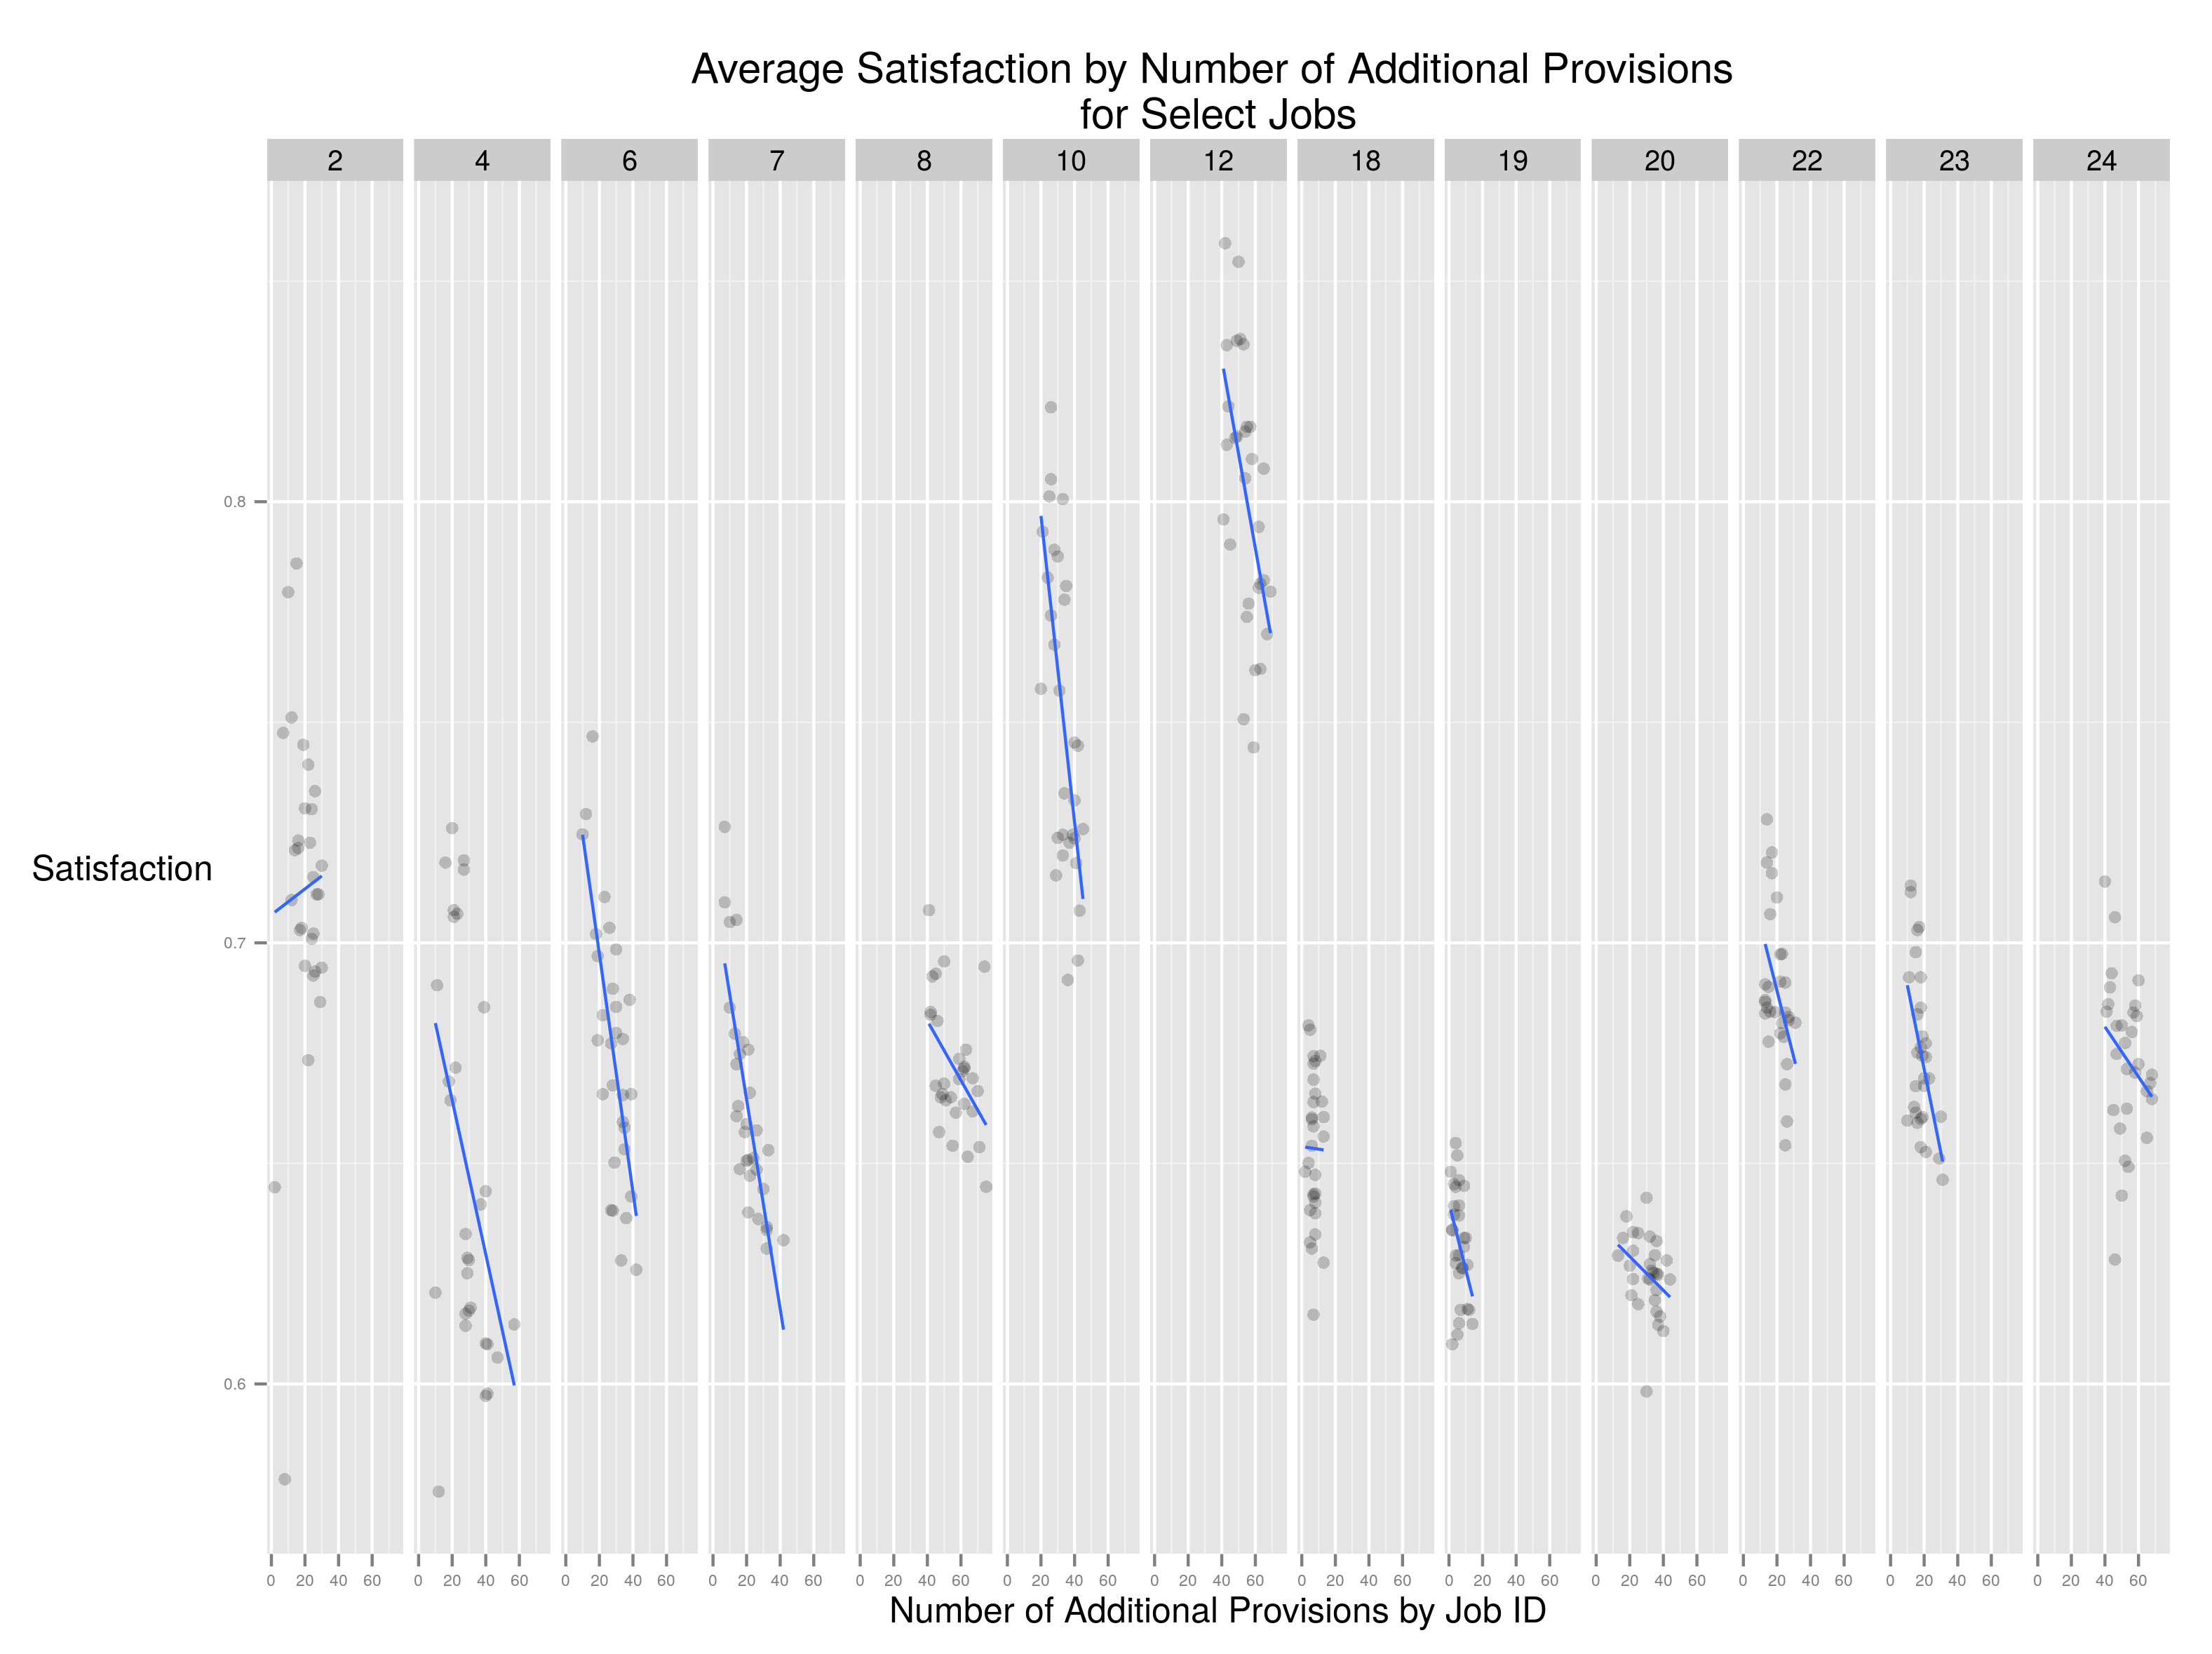 Average Satisfaction by Number of Additional Provisions
for Select Jobs
2 4 6 7 8 10 12 18 19 20 22 23 24
0.8
Satisfaction
0.7
0.6
0 20 40 60 0 20 40 60 0 20 40 60 0 20 40 60 0 20 40 60 0 20 40 60 0 20 40 60 0 20 40 60 0 20 40 60 0 20 40 60 0 20 40 60 0 20 40 60 0 20 40 60
Number of Additional Provisions by Job ID